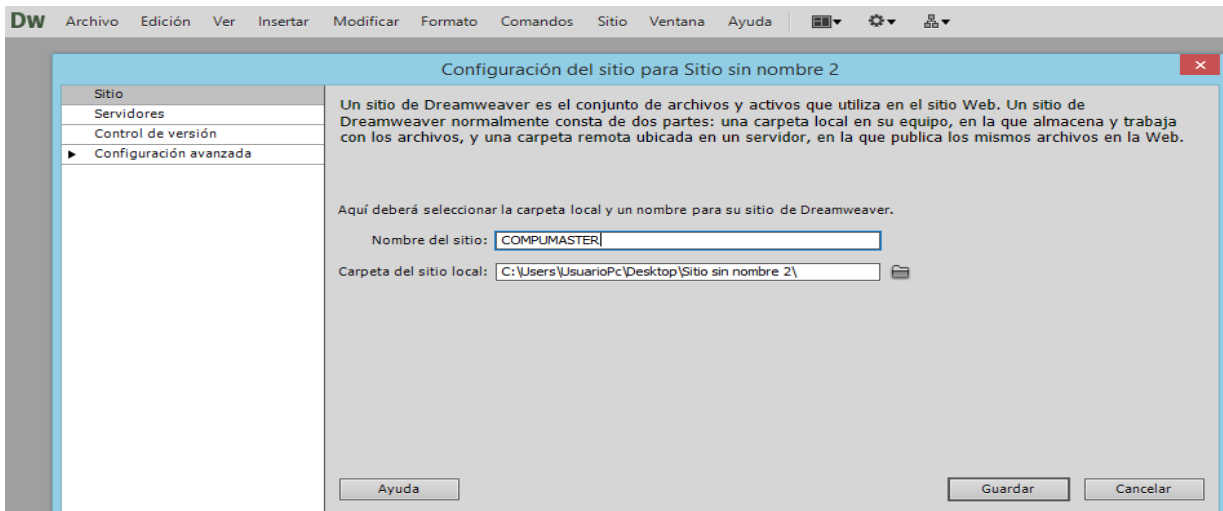 Dw Archivo Edición Ver Insertar Modificar Formato Comandos Sitio Ventana Ayuda
Configuración del sitio para Sitio sin nombre 2
Sitio
Servidores
Control de versión
Configuración avanzada
Un sitio de Dreamweaver es el conjunto de archivos y activos que utiliza en el sitio Web. Un sitio de
Dreamweaver normalmente consta de dos partes: una carpeta local en su equipo, en la que almacena y trabaja
con los archivos, y una carpeta remota ubicada en un servidor, en la que publica los mismos archivos en la Web.
Aquí deberá seleccionar la carpeta local y un nombre para su sitio de Dreamweaver.
Nombre del sitio: COMPUMASTER
Carpeta del sitio local: C:\Users\UsuarioPc\Desktop\Sitio sin nombre 2\
Ayuda Guardar Cancelar